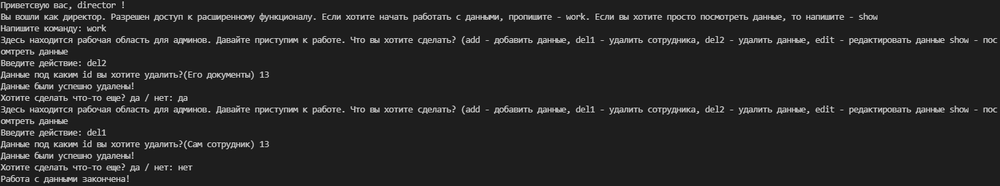 Приветсвую вас, director !
Вы вошли как директор. Разрешен доступ к расширенному функционалу. Если хотите начать работать с данными, пропишите - work. Если вы хотите просто посмотреть данные, то напишите - show
Напишите команду: work
Здесь находится рабочая область для админов. Давайте приступим к работе. Что вы хотите сделать? (add - добавить данные, del1 - удалить сотрудника, del2 - удалить данные, edit - редактировать данные show - пос
омтреть данные
Введите действие: del2
Данные под каким id вы хотите удалить?(Его документы) 13
Данные были успешно удалены!
Хотите сделать что-то еще? да / нет: да
Здесь находится рабочая область для админов. Давайте приступим к работе. Что вы хотите сделать? (add - добавить данные, del1 - удалить сотрудника, del2 - удалить данные, edit - редактировать данные show - пос
омтреть данные
Введите действие: del1
Данные под каким id вы хотите удалить?(Сам сотрудник) 13
Данные были успешно удалены!
Хотите сделать что-то еще? да / нет: нет
Работа с данными закончена!